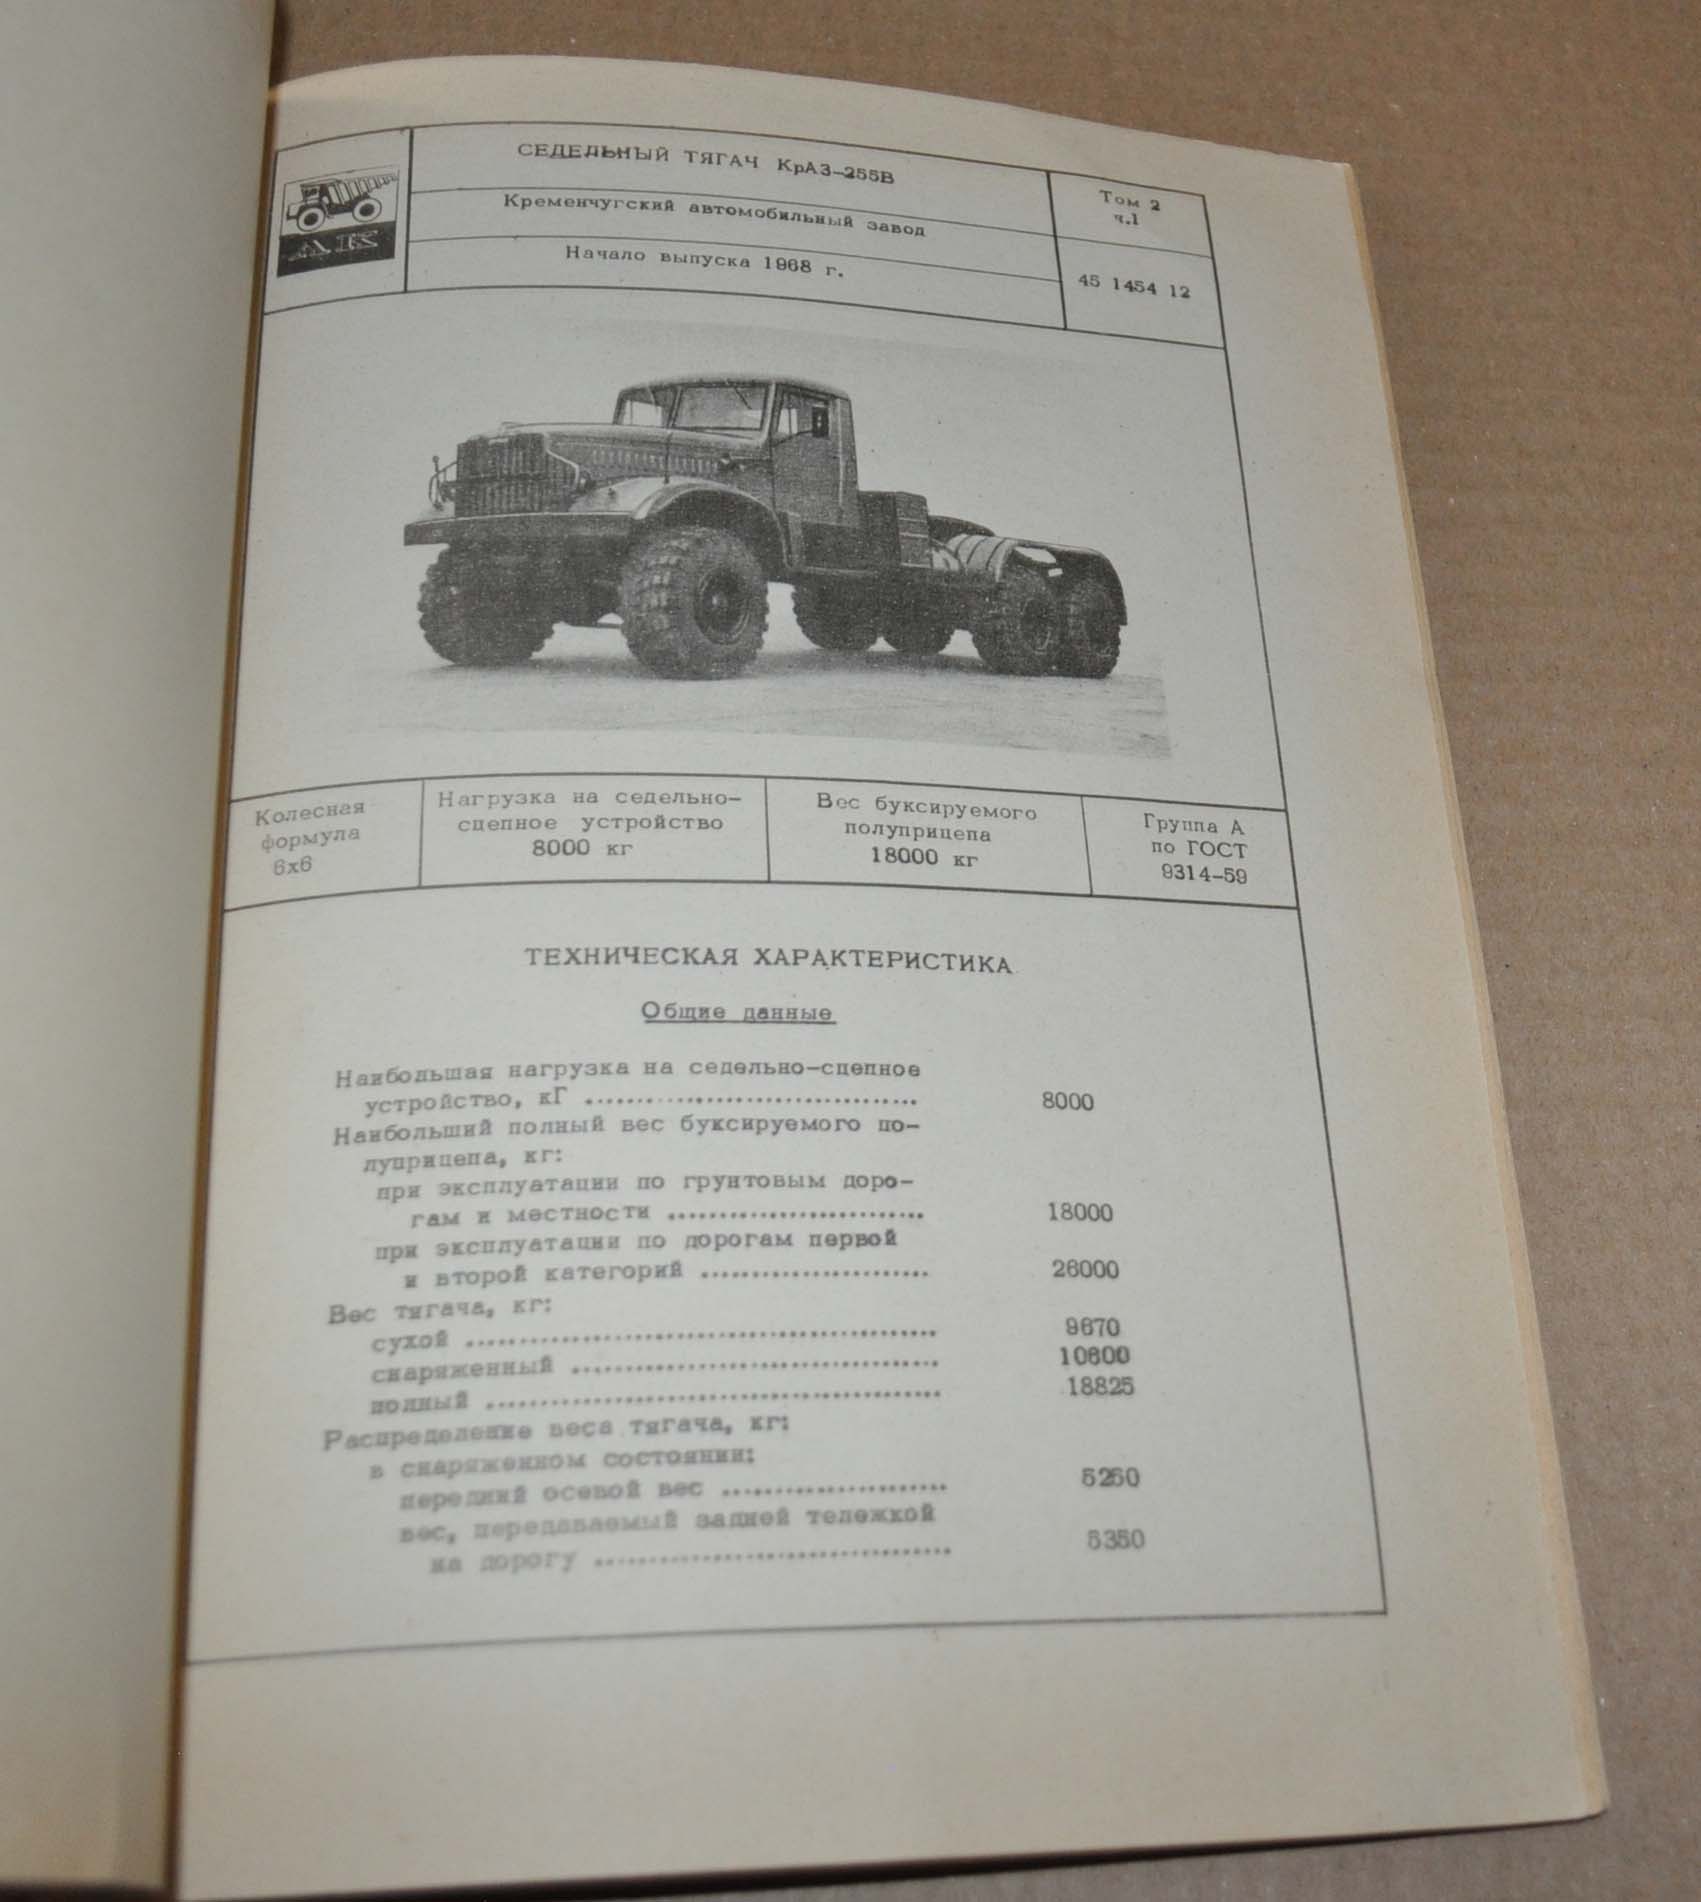 СЕДЕЛЬНЫЙ ТЯГАЧ КрАЗ-255В
Кременчугский автомобильный завод
Начало выпуска 1968 г.
Том 2
ч.1
45 1454 12
Колесная
формула
6х6
Нагрузка на седельно-
сцепное устройство
8000 кг
Вес буксируемого
полуприцепа
18000 кг
Группа А
по ГОСТ
9314-59
ТЕХНИЧЕСКАЯ ХАРАКТЕРИСТИКА
Общие данные
Наибольшая нагрузка на седельно-сцепное
устройство, кГ ................................. 8000
Наибольший полный вес буксируемого по-
луприцепа, кг:
при эксплуатации по грунтовым доро-
гам и местности ......................... 18000
при эксплуатации по дорогам первой
и второй категорий ...................... 26000
Вес тягача, кг:
сухой .............................................. 9670
снаряженный .................................... 10600
полный ............................................ 18825
Распределение веса тягача, кг:
в снаряженном состоянии:
передний осевой вес ...................... 5250
вес, передаваемый задней тележкой
на дорогу ................................... 5350